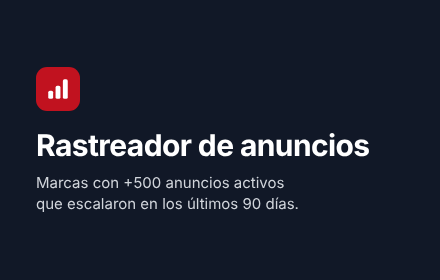 Rastreador de anuncios
Marcas con +500 anuncios activos
que escalaron en los últimos 90 días.